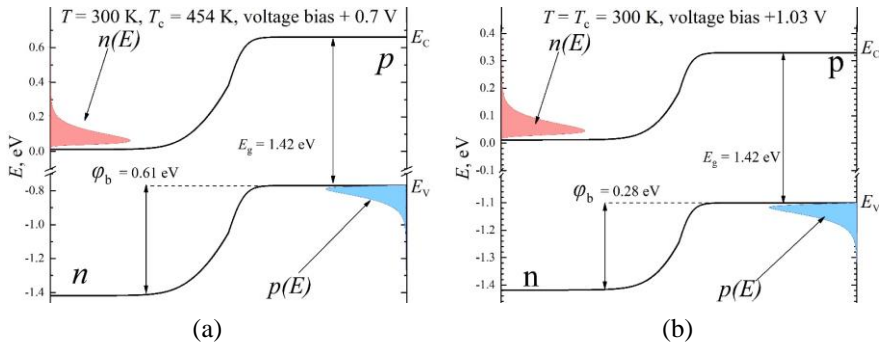 T = 300 K, Tc = 454 K, voltage bias + 0.7 V
n(E)
EC
p
0.6
0.4
0.2
0.0
E, eV
Eg = 1.42 eV
φb = 0.61 eV
EV
-0.8
-1.0
-1.2
-1.4
n
p(E)
(a)
T = Tc = 300 K, voltage bias +1.03 V
n(E)
EC
p
0.4
0.3
0.2
0.1
0.0
-0.1
E, eV
Eg = 1.42 eV
φb = 0.28 eV
EV
-1.1
-1.2
-1.3
-1.4
n
p(E)
(b)